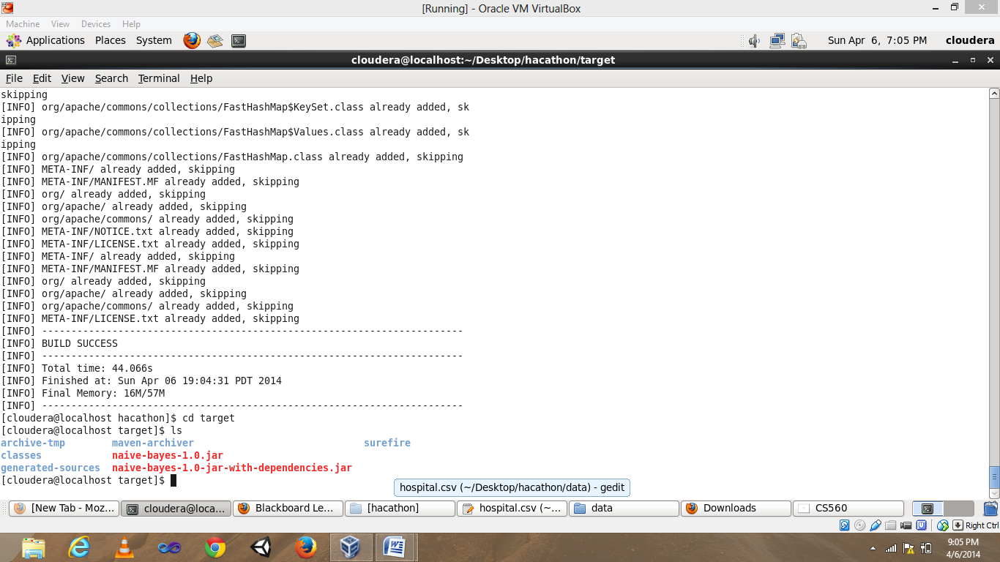 [Running] - Oracle VM VirtualBox
Machine View Devices Help
Applications Places System Sun Apr 6, 7:05 PM cloudera
cloudera@localhost:~/Desktop/hacathon/target
File Edit View Search Terminal Help
skipping
[INFO] org/apache/commons/collections/FastHashMap$KeySet.class already added, sk
ipping
[INFO] org/apache/commons/collections/FastHashMap$Values.class already added, sk
ipping
[INFO] org/apache/commons/collections/FastHashMap.class already added, skipping
[INFO] META-INF/ already added, skipping
[INFO] META-INF/MANIFEST.MF already added, skipping
[INFO] org/ already added, skipping
[INFO] org/apache/ already added, skipping
[INFO] org/apache/commons/ already added, skipping
[INFO] META-INF/NOTICE.txt already added, skipping
[INFO] META-INF/LICENSE.txt already added, skipping
[INFO] META-INF/ already added, skipping
[INFO] META-INF/MANIFEST.MF already added, skipping
[INFO] org/ already added, skipping
[INFO] org/apache/ already added, skipping
[INFO] org/apache/commons/ already added, skipping
[INFO] META-INF/LICENSE.txt already added, skipping
[INFO] ------------------------------------------------------------------------
[INFO] BUILD SUCCESS
[INFO] ------------------------------------------------------------------------
[INFO] Total time: 44.066s
[INFO] Finished at: Sun Apr 06 19:04:31 PDT 2014
[INFO] Final Memory: 16M/57M
[INFO] ------------------------------------------------------------------------
[cloudera@localhost hacathon]$ cd target
[cloudera@localhost target]$ ls
archive-tmp maven-archiver surefire
classes naive-bayes-1.0.jar
generated-sources naive-bayes-1.0-jar-with-dependencies.jar
[cloudera@localhost target]$
hospital.csv (~/Desktop/hacathon/data) - gedit
[New Tab - Moz... cloudera@loca... Blackboard Le... [hacathon] hospital.csv (~... data Downloads CS560
Right Ctrl
9:05 PM
4/6/2014